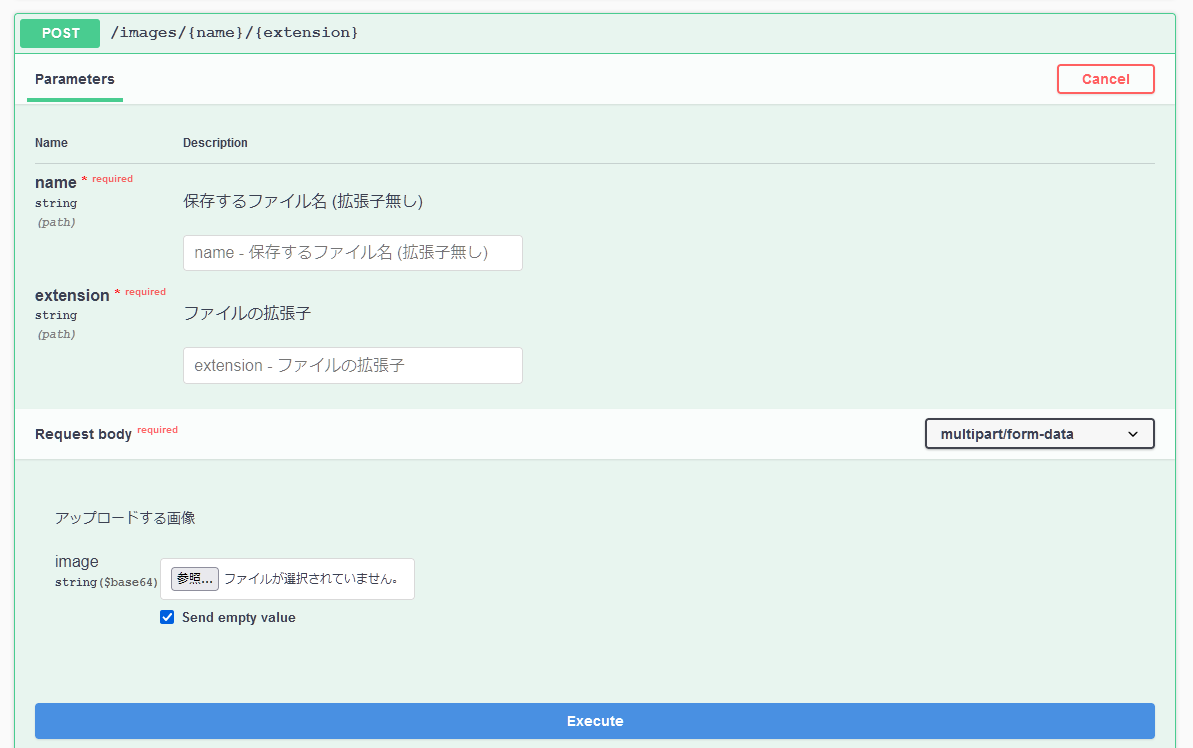 POST /images/{name}/{extension}
Parameters
Cancel
Name Description
name * required
string
(path)
保存するファイル名 (拡張子無し)
name - 保存するファイル名 (拡張子無し)
extension * required
string
(path)
ファイルの拡張子
extension - ファイルの拡張子
Request body required
multipart/form-data
アップロードする画像
image
string($base64)
参照... ファイルが選択されていません。
Send empty value
Execute